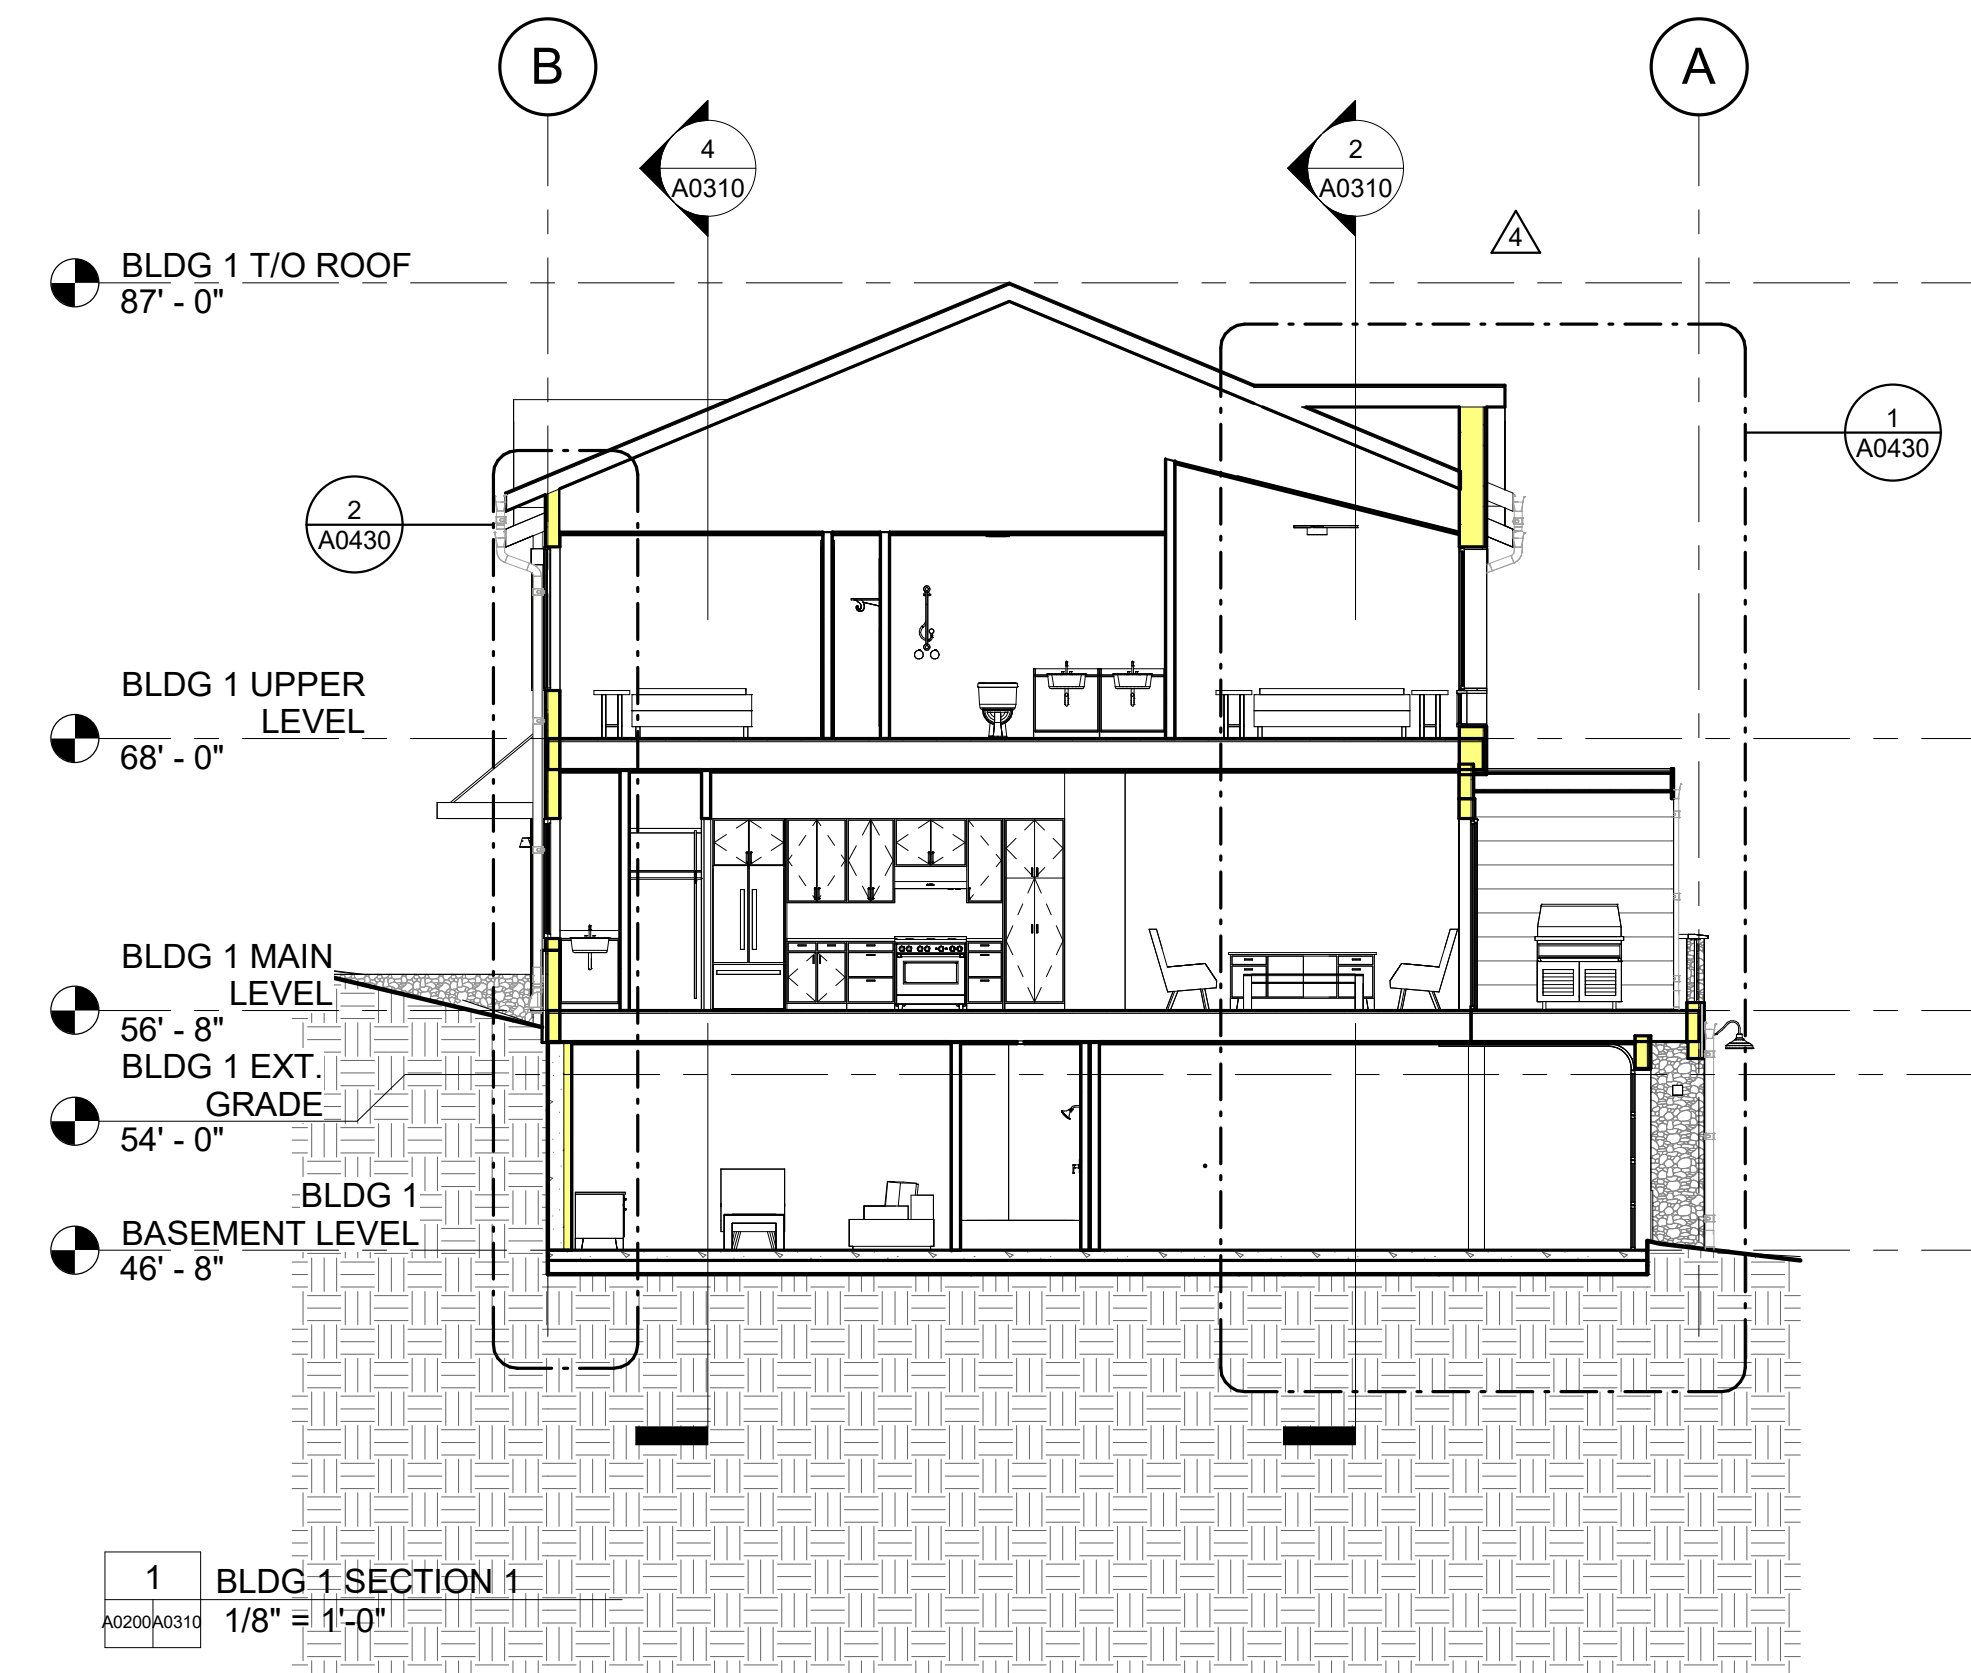 B
A
4
A0310
2
A0310
4
BLDG 1 T/O ROOF
87' - 0"
1
A0430
2
A0430
BLDG 1 UPPER
LEVEL
68' - 0"
BLDG 1 MAIN
LEVEL
56' - 8"
BLDG 1 EXT.
GRADE
54' - 0"
BLDG 1
BASEMENT LEVEL
46' - 8"
1
BLDG 1 SECTION 1
A0200 A0310
1/8" = 1'-0"